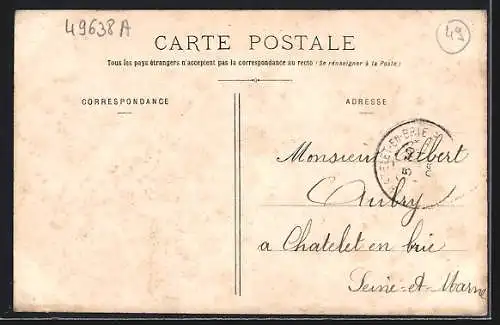 49638A
49
CARTE POSTALE
Tous les pays étrangers n'acceptent pas la correspondance au recto (Se renseigner à la Poste)
CORRESPONDANCE
ADRESSE
Monsieur Albert
Aubry
a Chatelet en brie
Seine-et-Marne